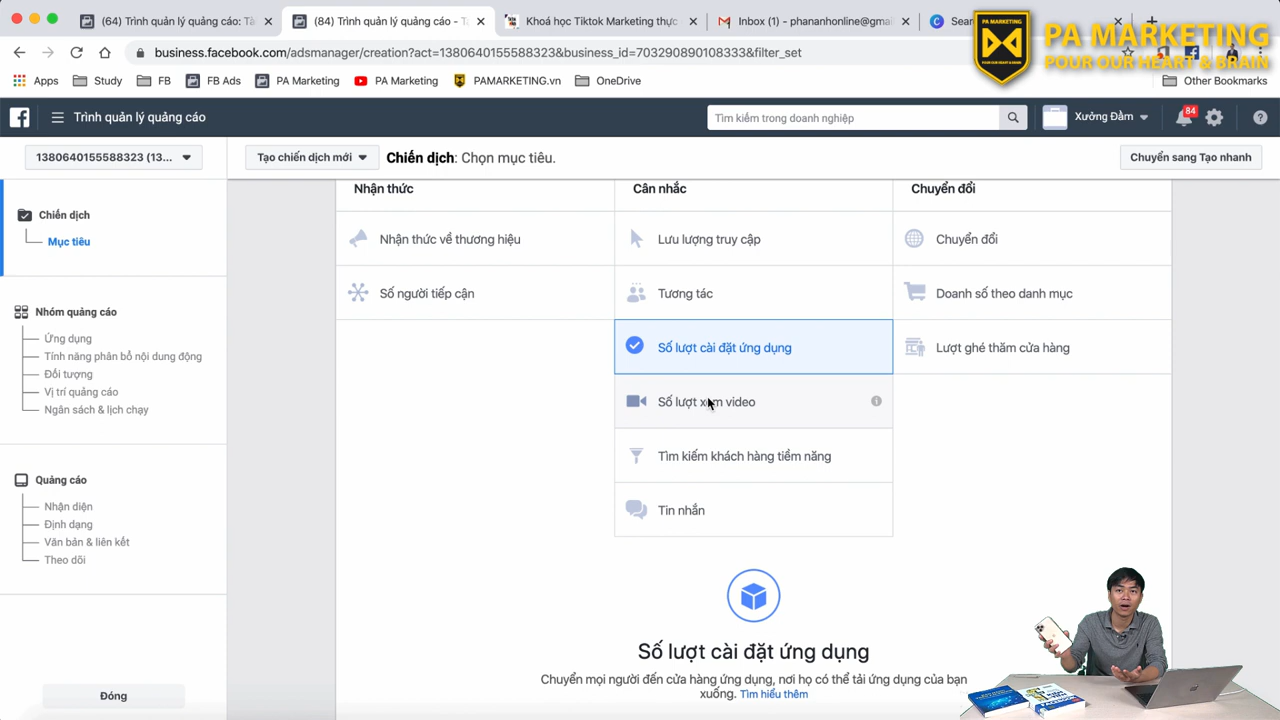 (64) Trình quản lý quảng cáo: Tà
(84) Trình quản lý quảng cáo - Tạ
Khoá học Tiktok Marketing thực
Inbox (1) - phananhonline@gmai
Sear
business.facebook.com/adsmanager/creation?act=1380640155588323&business_id=703290890108333&filter_set
PA MARKETING
POUR OUR HEART & BRAIN
PA MARKETING
POUR OUR HEART & BRAIN
Apps
Study
FB
FB Ads
PA Marketing
PA Marketing
PAMARKETING.vn
OneDrive
Other Bookmarks
Trình quản lý quảng cáo
Tìm kiếm trong doanh nghiệp
Xưởng Đầm
84
1380640155588323 (13...
Tạo chiến dịch mới
Chiến dịch: Chọn mục tiêu.
Chuyển sang Tạo nhanh
Chiến dịch
Mục tiêu
Nhóm quảng cáo
Ứng dụng
Tính năng phân bổ nội dung động
Đối tượng
Vị trí quảng cáo
Ngân sách & lịch chạy
Quảng cáo
Nhận diện
Định dạng
Văn bản & liên kết
Theo dõi
Đóng
Nhận thức
Cân nhắc
Chuyển đổi
Nhận thức về thương hiệu
Lưu lượng truy cập
Chuyển đổi
Số người tiếp cận
Tương tác
Doanh số theo danh mục
Số lượt cài đặt ứng dụng
Lượt ghé thăm cửa hàng
Số lượt xem video
Tìm kiếm khách hàng tiềm năng
Tin nhắn
Số lượt cài đặt ứng dụng
Chuyển mọi người đến cửa hàng ứng dụng, nơi họ có thể tải ứng dụng của bạn
xuống. Tìm hiểu thêm